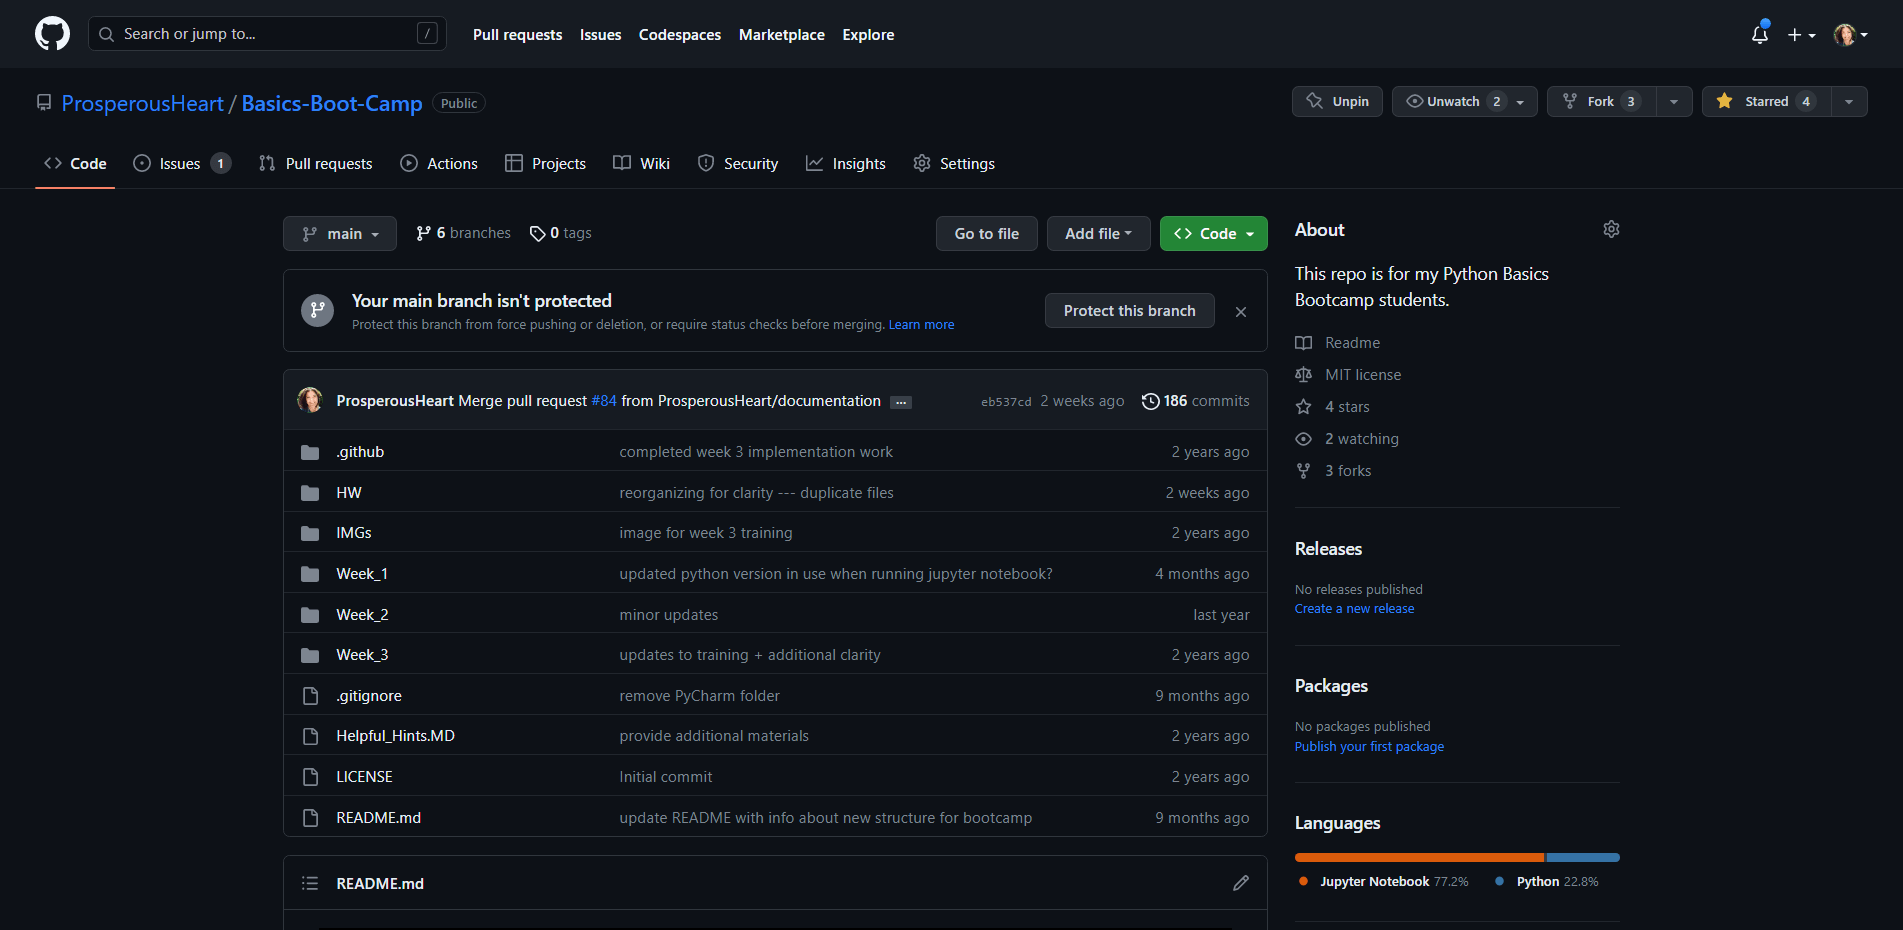 Search or jump to... /
Pull requests Issues Codespaces Marketplace Explore
ProsperousHeart / Basics-Boot-Camp Public
Unpin Unwatch 2 Fork 3 Starred 4
Code Issues 1 Pull requests Actions Projects Wiki Security Insights Settings
main 6 branches 0 tags Go to file Add file Code
Your main branch isn't protected
Protect this branch from force pushing or deletion, or require status checks before merging. Learn more
Protect this branch
ProsperousHeart Merge pull request #84 from ProsperousHeart/documentation ... eb537cd 2 weeks ago 186 commits
.github completed week 3 implementation work 2 years ago
HW reorganizing for clarity --- duplicate files 2 weeks ago
IMGs image for week 3 training 2 years ago
Week_1 updated python version in use when running jupyter notebook? 4 months ago
Week_2 minor updates last year
Week_3 updates to training + additional clarity 2 years ago
.gitignore remove PyCharm folder 9 months ago
Helpful_Hints.MD provide additional materials 2 years ago
LICENSE Initial commit 2 years ago
README.md update README with info about new structure for bootcamp 9 months ago
README.md
About
This repo is for my Python Basics
Bootcamp students.
Readme
MIT license
4 stars
2 watching
3 forks
Releases
No releases published
Create a new release
Packages
No packages published
Publish your first package
Languages
Jupyter Notebook 77.2% Python 22.8%